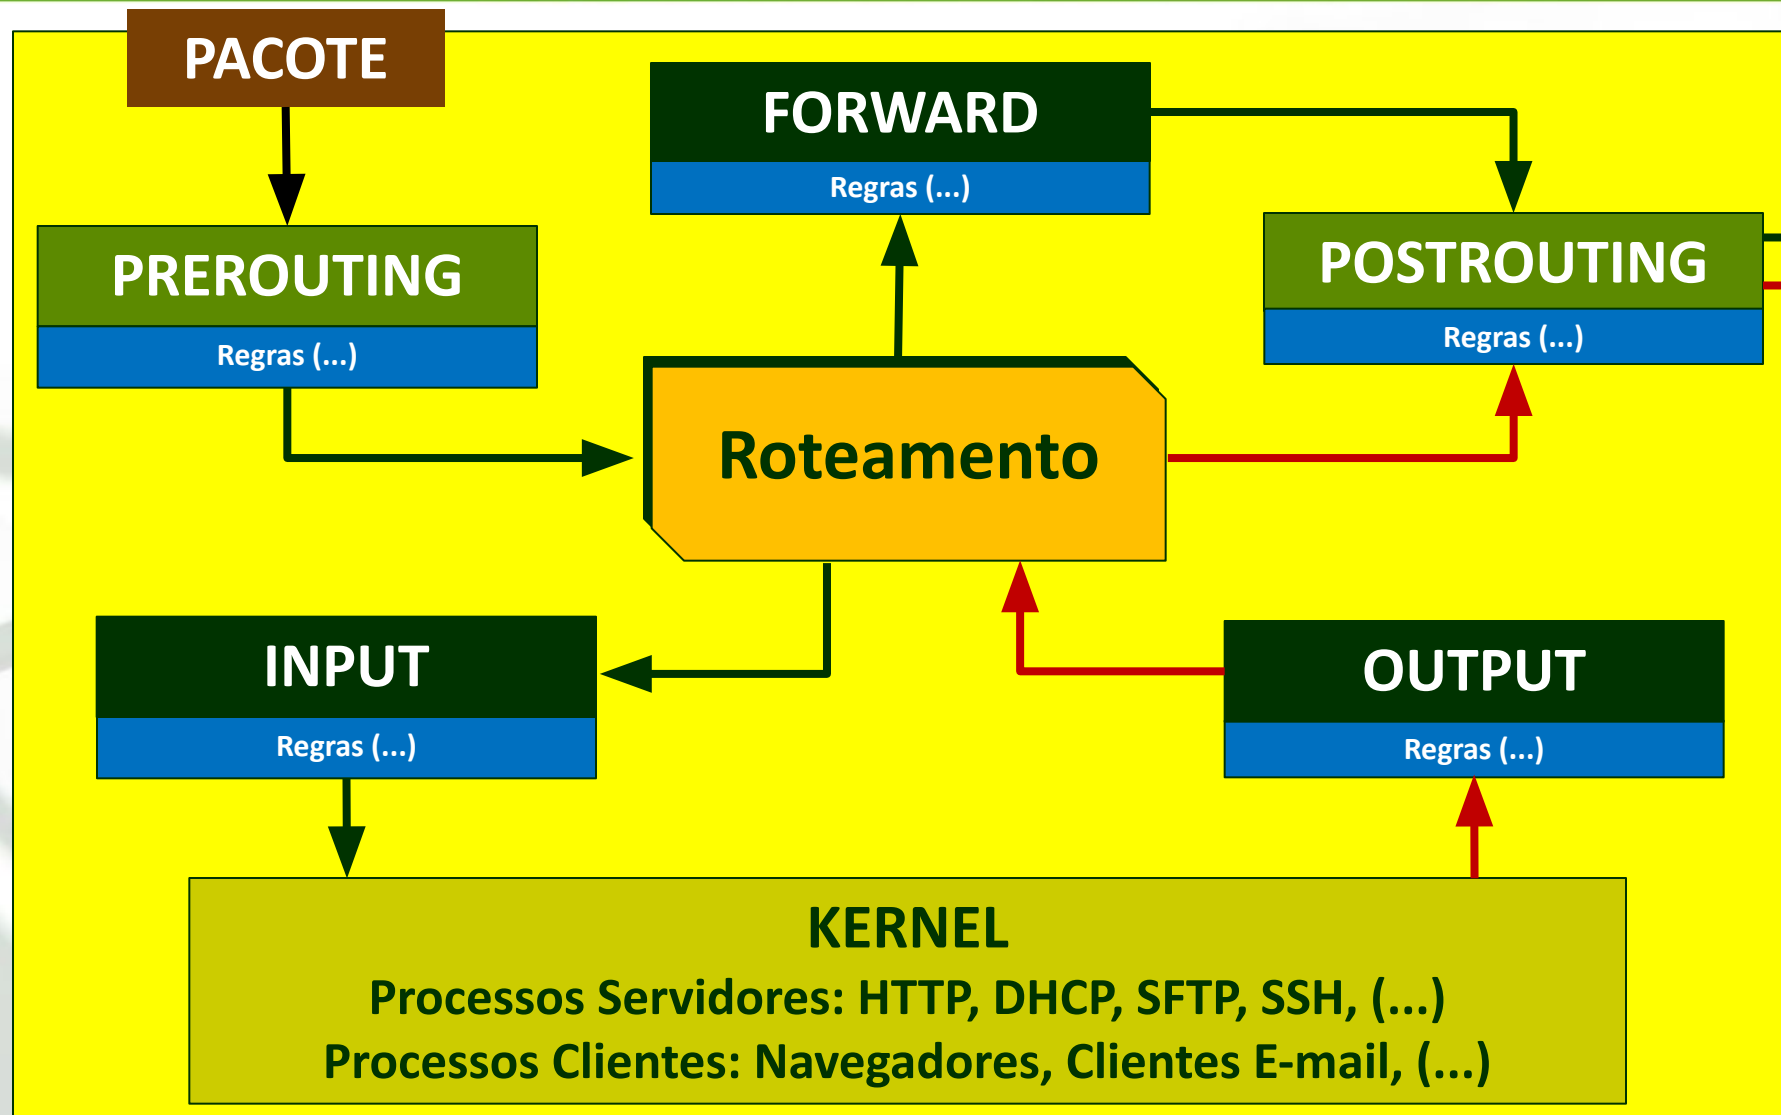 PACOTE
FORWARD
Regras (...)
PREROUTING
Regras (...)
POSTROUTING
Regras (...)
Roteamento
INPUT
Regras (...)
OUTPUT
Regras (...)
KERNEL
Processos Servidores: HTTP, DHCP, SFTP, SSH, (...)
Processos Clientes: Navegadores, Clientes E-mail, (...)